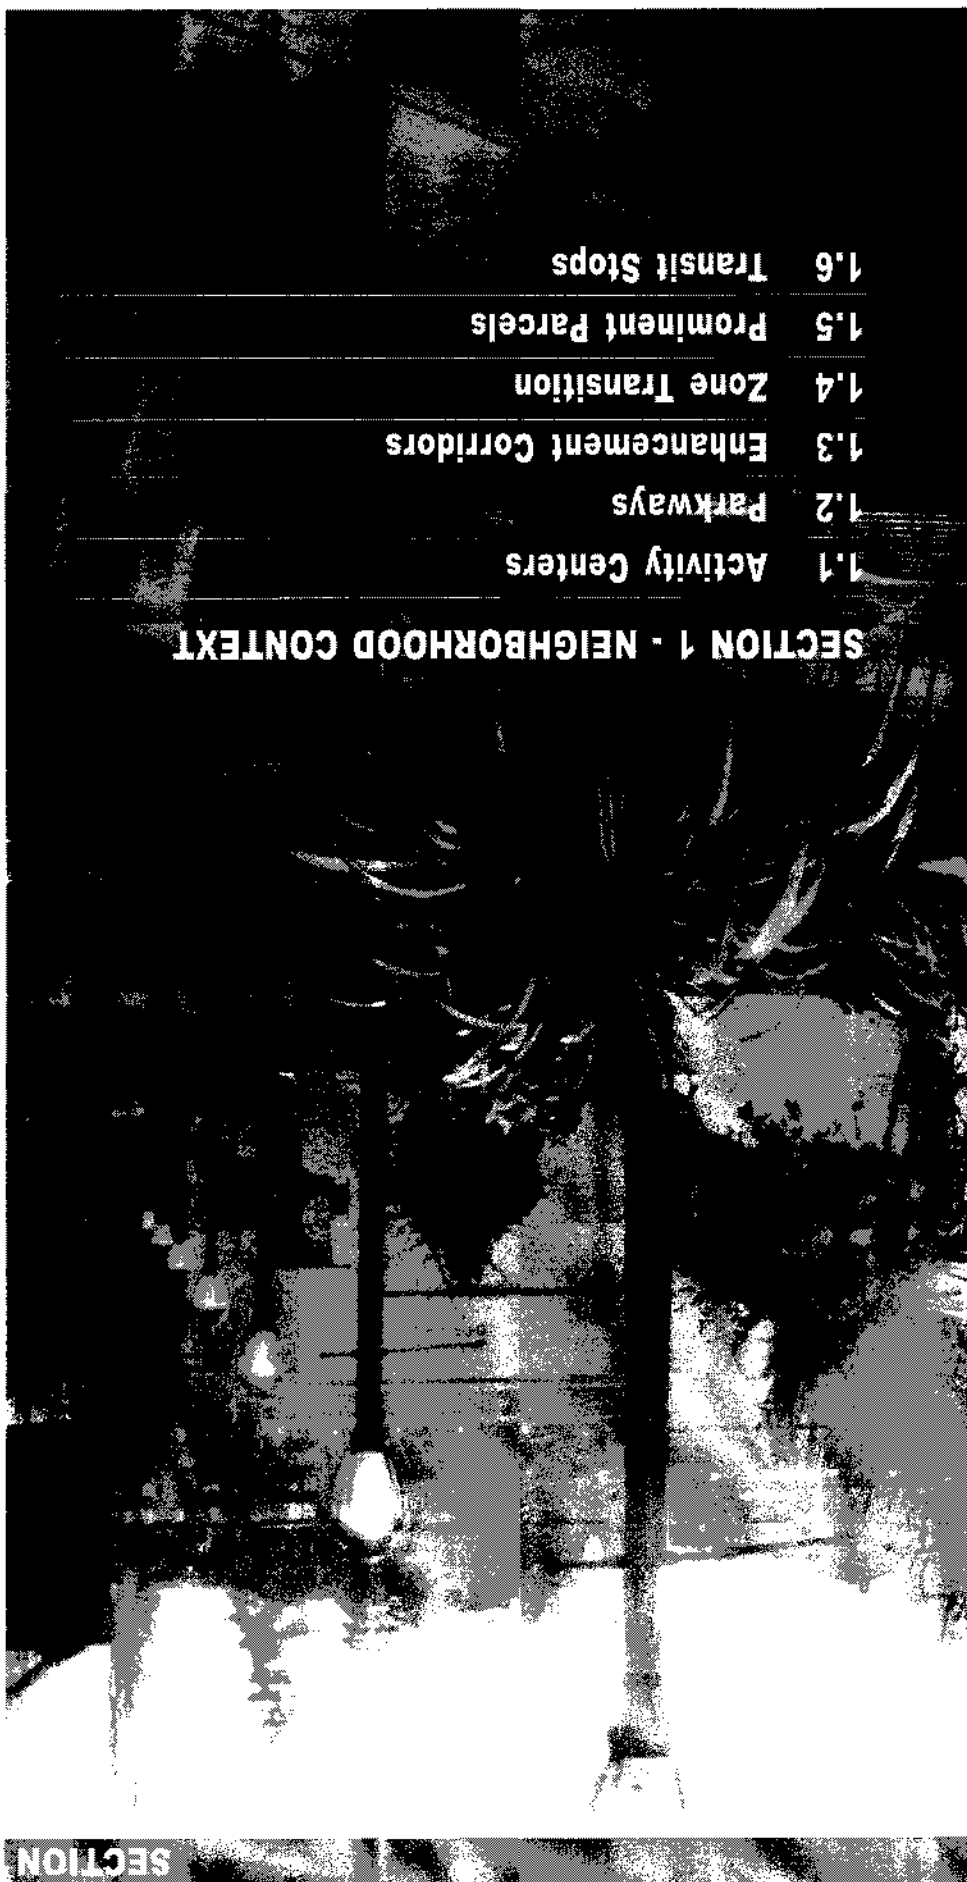 SECTION
SECTION 1 - NEIGHBORHOOD CONTEXT
1.1 Activity Centers
1.2 Parkways
1.3 Enhancement Corridors
1.4 Zone Transition
1.5 Prominent Parcels
1.6 Transit Stops